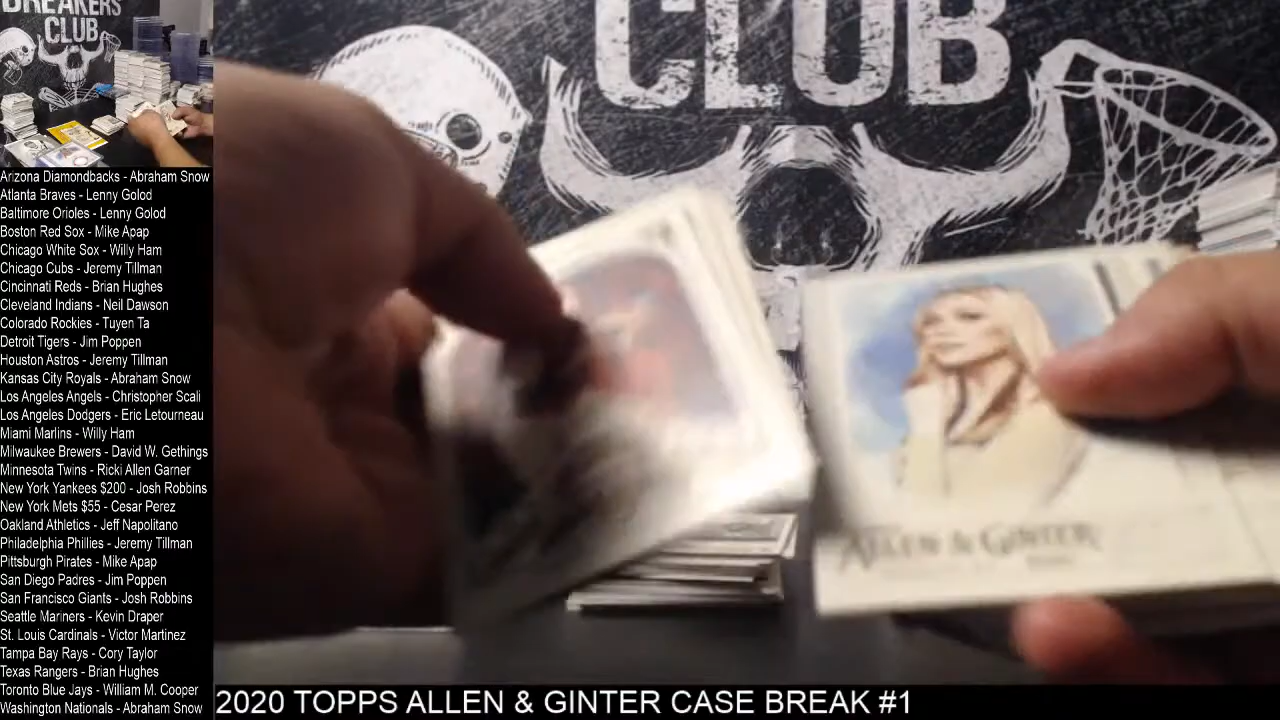 BREAKERS
CLUB
CLUB
Arizona Diamondbacks - Abraham Snow
Atlanta Braves - Lenny Golod
Baltimore Orioles - Lenny Golod
Boston Red Sox - Mike Apap
Chicago White Sox - Willy Ham
Chicago Cubs - Jeremy Tillman
Cincinnati Reds - Brian Hughes
Cleveland Indians - Neil Dawson
Colorado Rockies - Tuyen Ta
Detroit Tigers - Jim Poppen
Houston Astros - Jeremy Tillman
Kansas City Royals - Abraham Snow
Los Angeles Angels - Christopher Scali
Los Angeles Dodgers - Eric Letourneau
Miami Marlins - Willy Ham
Milwaukee Brewers - David W. Gethings
Minnesota Twins - Ricki Allen Garner
New York Yankees $200 - Josh Robbins
New York Mets $55 - Cesar Perez
Oakland Athletics - Jeff Napolitano
Philadelphia Phillies - Jeremy Tillman
Pittsburgh Pirates - Mike Apap
San Diego Padres - Jim Poppen
San Francisco Giants - Josh Robbins
Seattle Mariners - Kevin Draper
St. Louis Cardinals - Victor Martinez
Tampa Bay Rays - Cory Taylor
Texas Rangers - Brian Hughes
Toronto Blue Jays - William M. Cooper
Washington Nationals - Abraham Snow
ALLEN & GINTER
2020 TOPPS ALLEN & GINTER CASE BREAK #1